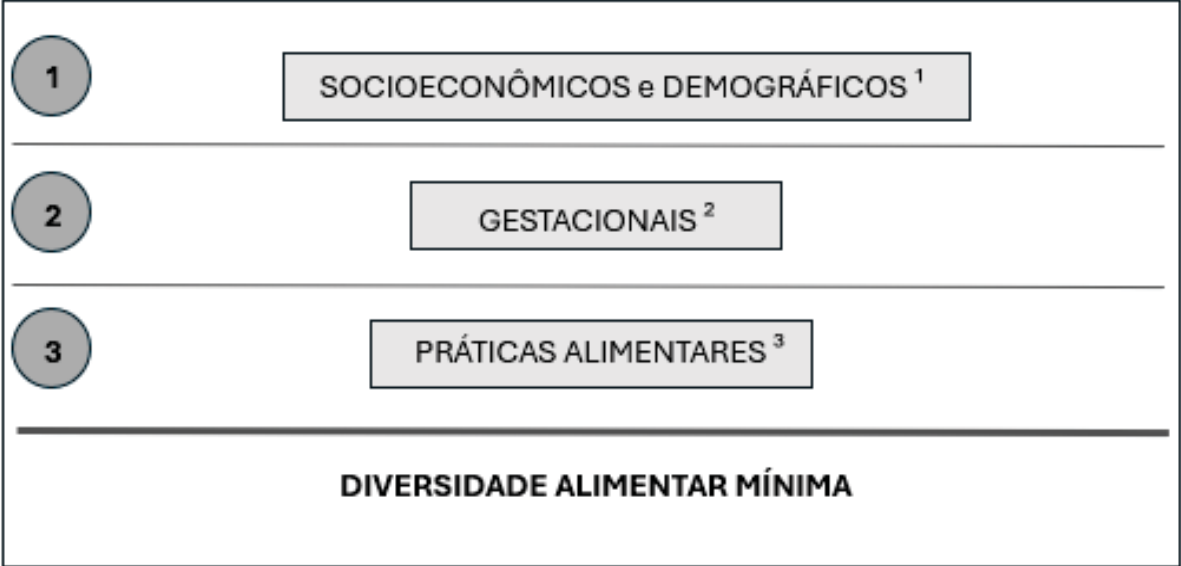 1
SOCIOECONÔMICOS e DEMOGRÁFICOS ¹
2
GESTACIONAIS ²
3
PRÁTICAS ALIMENTARES ³
DIVERSIDADE ALIMENTAR MÍNIMA